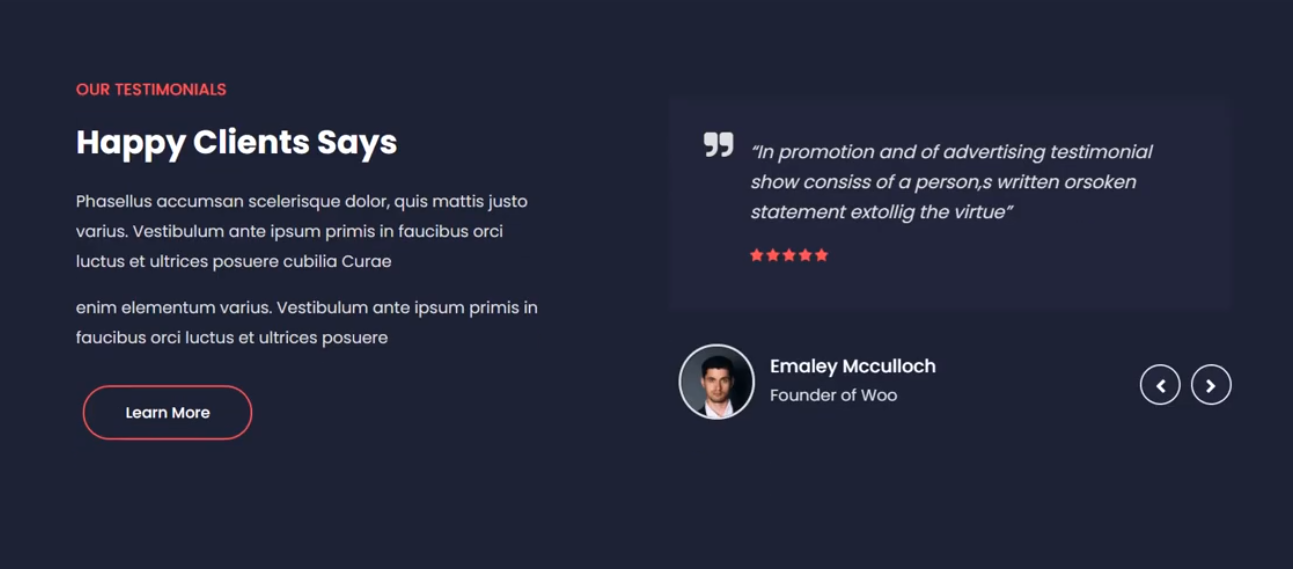 OUR TESTIMONIALS
Happy Clients Says
Phasellus accumsan scelerisque dolor, quis mattis justo
varius. Vestibulum ante ipsum primis in faucibus orci
luctus et ultrices posuere cubilia Curae
enim elementum varius. Vestibulum ante ipsum primis in
faucibus orci luctus et ultrices posuere
Learn More
“In promotion and of advertising testimonial
show consiss of a person,s written orsoken
statement extollig the virtue”
Emaley Mcculloch
Founder of Woo